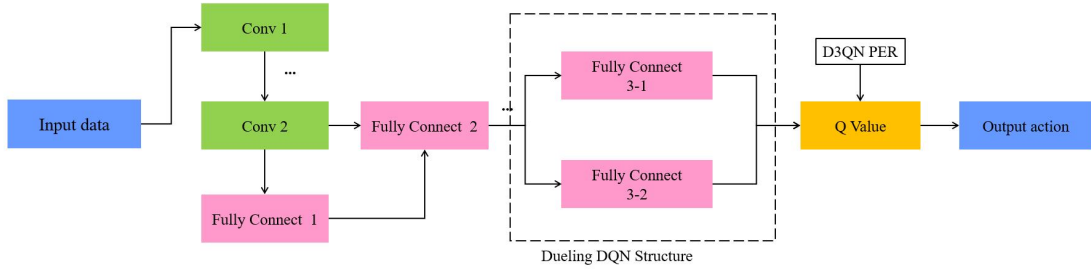 Input data
Conv 1
...
Conv 2
Fully Connect 1
Fully Connect 2
...
Fully Connect
3-1
Fully Connect
3-2
Dueling DQN Structure
D3QN PER
Q Value
Output action